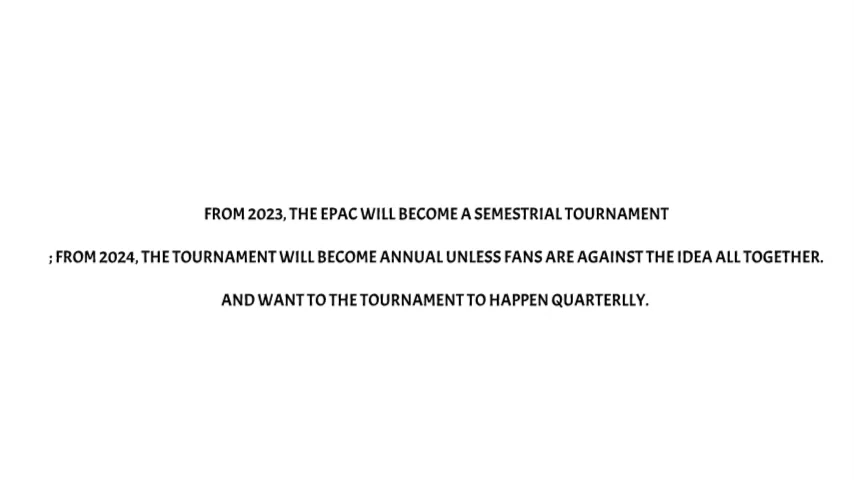 FROM 2023, THE EPAC WILL BECOME A SEMESTRIAL TOURNAMENT
; FROM 2024, THE TOURNAMENT WILL BECOME ANNUAL UNLESS FANS ARE AGAINST THE IDEA ALL TOGETHER.
AND WANT TO THE TOURNAMENT TO HAPPEN QUARTERLLY.